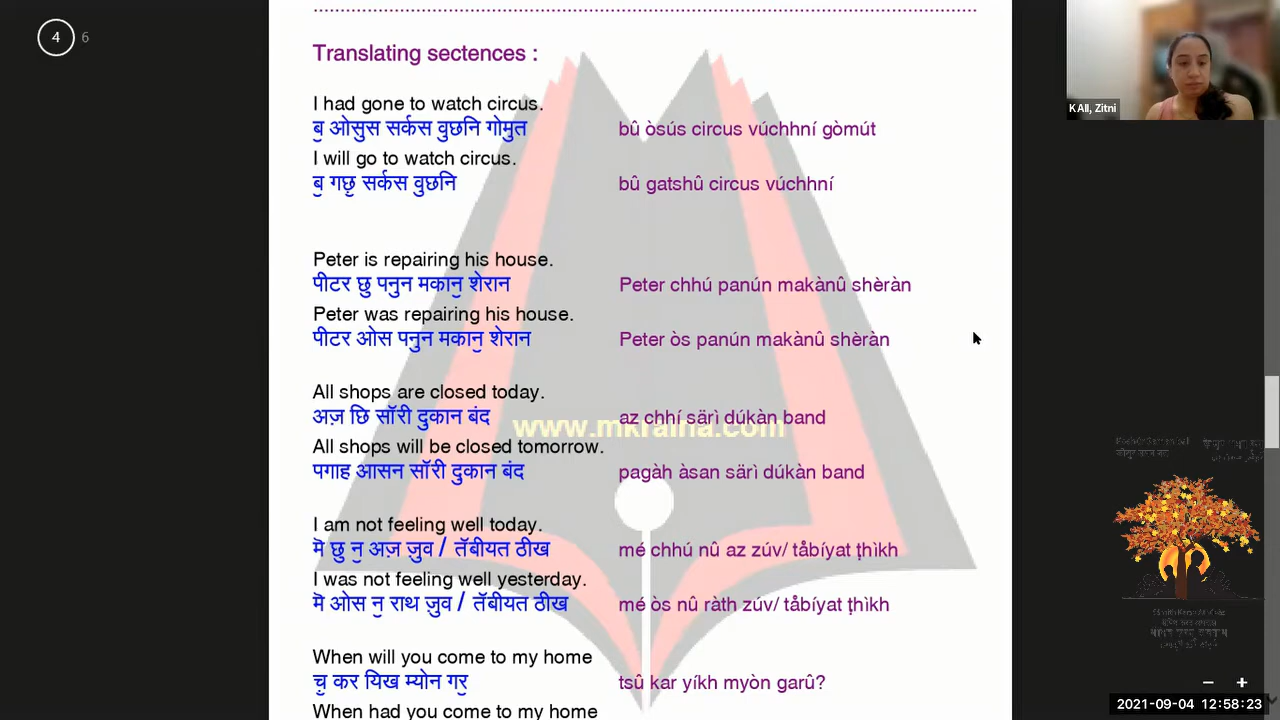 4 6
Translating sectences :
I had gone to watch circus.
बॖ ओसुस सर्कस वुछनि गोमुत bû òsús circus vúchhní gòmút
I will go to watch circus.
बॖ गछॖ सर्कस वुछनि bû gatshû circus vúchhní
Peter is repairing his house.
पीटर छु पनुन मकानॖ शेरान Peter chhú panún makànû shèràn
Peter was repairing his house.
पीटर ओस पनुन मकानॖ शेरान Peter òs panún makànû shèràn
All shops are closed today.
अज़ छि सॉरी दुकान बंद az chhí särì dúkàn band
www.mkraina.com
All shops will be closed tomorrow.
पगाह आसन सॉरी दुकान बंद pagàh àsan särì dúkàn band
I am not feeling well today.
मॆ छु नॖ अज़ ज़ुव / तॅबीयत ठीख mé chhú nû az zúv/ tåbíyat ṭhìkh
I was not feeling well yesterday.
मॆ ओस नॖ राथ ज़ुव / तॅबीयत ठीख mé òs nû ràth zúv/ tåbíyat ṭhìkh
When will you come to my home
चॖ कर यिख म्योन गरॖ tsû kar yíkh myòn garû?
When had you come to my home
KAII, Zitni
2021-09-04 12:58:23